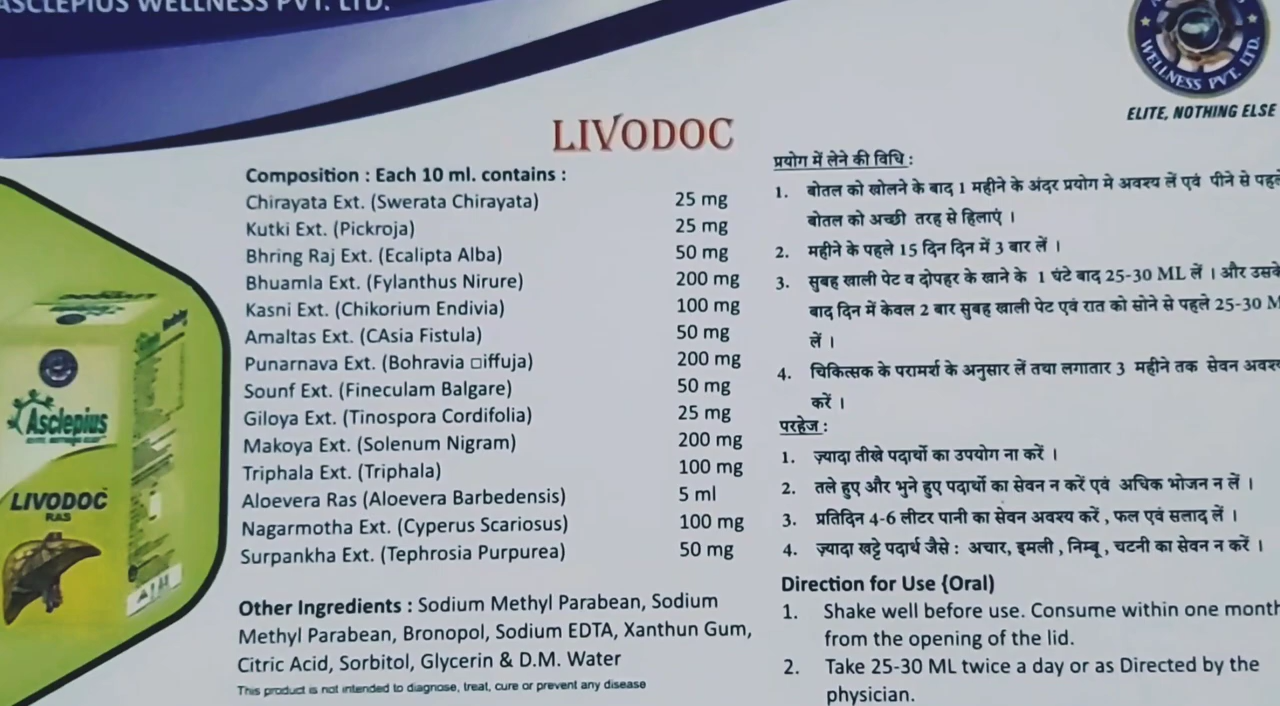 ASCLEPIUS WELLNESS PVT. LTD.
WELLNESS PVT. LTD.
ELITE, NOTHING ELSE
LIVODOC
Composition : Each 10 ml. contains :
Chirayata Ext. (Swerata Chirayata) 25 mg
Kutki Ext. (Pickroja) 25 mg
Bhring Raj Ext. (Ecalipta Alba) 50 mg
Bhuamla Ext. (Fylanthus Nirure) 200 mg
Kasni Ext. (Chikorium Endivia) 100 mg
Amaltas Ext. (CAsia Fistula) 50 mg
Punarnava Ext. (Bohravia □iffuja) 200 mg
Sounf Ext. (Fineculam Balgare) 50 mg
Giloya Ext. (Tinospora Cordifolia) 25 mg
Makoya Ext. (Solenum Nigram) 200 mg
Triphala Ext. (Triphala) 100 mg
Aloevera Ras (Aloevera Barbedensis) 5 ml
Nagarmotha Ext. (Cyperus Scariosus) 100 mg
Surpankha Ext. (Tephrosia Purpurea) 50 mg
Other Ingredients : Sodium Methyl Parabean, Sodium
Methyl Parabean, Bronopol, Sodium EDTA, Xanthun Gum,
Citric Acid, Sorbitol, Glycerin & D.M. Water
This product is not intended to diagnose, treat, cure or prevent any disease
प्रयोग में लेने की विधि :
1. बोतल को खोलने के बाद 1 महीने के अंदर प्रयोग मे अवश्य लें एवं पीने से पहले
बोतल को अच्छी तरह से हिलाएं ।
2. महीने के पहले 15 दिन दिन में 3 बार लें ।
3. सुबह खाली पेट व दोपहर के खाने के 1 घंटे बाद 25-30 ML लें । और उसके
बाद दिन में केवल 2 बार सुबह खाली पेट एवं रात को सोने से पहले 25-30 M
लें ।
4. चिकित्सक के परामर्श के अनुसार लें तथा लगातार 3 महीने तक सेवन अवश्य
करें ।
परहेज :
1. ज़्यादा तीखे पदार्थो का उपयोग ना करें ।
2. तले हुए और भुने हुए पदार्थो का सेवन न करें एवं अधिक भोजन न लें ।
3. प्रतिदिन 4-6 लीटर पानी का सेवन अवश्य करें , फल एवं सलाद लें ।
4. ज़्यादा खट्टे पदार्थ जैसे : अचार, इमली , निम्बू , चटनी का सेवन न करें ।
Direction for Use {Oral)
1. Shake well before use. Consume within one month
from the opening of the lid.
2. Take 25-30 ML twice a day or as Directed by the
physician.
Asclepius
LIVODOC
RAS